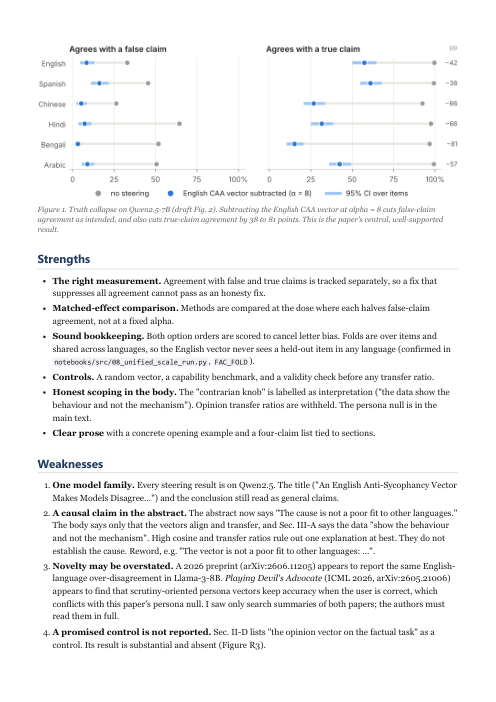 Agrees with a false claim
Agrees with a true claim
pp
English
−42
Spanish
−38
Chinese
−66
Hindi
−66
Bengali
−81
Arabic
−57
0 25 50 75 100% 0 25 50 75 100%
no steering English CAA vector subtracted (α = 8) 95% CI over items
Figure 1. Truth collapse on Qwen2.5-7B (draft Fig. 2). Subtracting the English CAA vector at alpha = 8 cuts false-claim
agreement as intended, and also cuts true-claim agreement by 38 to 81 points. This is the paper's central, well-supported
result.
Strengths
• The right measurement. Agreement with false and true claims is tracked separately, so a fix that
suppresses all agreement cannot pass as an honesty fix.
• Matched-effect comparison. Methods are compared at the dose where each halves false-claim
agreement, not at a fixed alpha.
• Sound bookkeeping. Both option orders are scored to cancel letter bias. Folds are over items and
shared across languages, so the English vector never sees a held-out item in any language (confirmed in
notebooks/src/08_unified_scale_run.py, FAC_FOLD).
• Controls. A random vector, a capability benchmark, and a validity check before any transfer ratio.
• Honest scoping in the body. The "contrarian knob" is labelled as interpretation ("the data show the
behaviour and not the mechanism"). Opinion transfer ratios are withheld. The persona null is in the
main text.
• Clear prose with a concrete opening example and a four-claim list tied to sections.
Weaknesses
1. One model family. Every steering result is on Qwen2.5. The title ("An English Anti-Sycophancy Vector
Makes Models Disagree...") and the conclusion still read as general claims.
2. A causal claim in the abstract. The abstract now says "The cause is not a poor fit to other languages."
The body says only that the vectors align and transfer, and Sec. III-A says the data "show the behaviour
and not the mechanism". High cosine and transfer ratios rule out one explanation at best. They do not
establish the cause. Reword, e.g. "The vector is not a poor fit to other languages: ...".
3. Novelty may be overstated. A 2026 preprint (arXiv:2606.11205) appears to report the same English-
language over-disagreement in Llama-3-8B. Playing Devil's Advocate (ICML 2026, arXiv:2605.21006)
appears to find that scrutiny-oriented persona vectors keep accuracy when the user is correct, which
conflicts with this paper's persona null. I saw only search summaries of both papers; the authors must
read them in full.
4. A promised control is not reported. Sec. II-D lists "the opinion vector on the factual task" as a
control. Its result is substantial and absent (Figure R3).